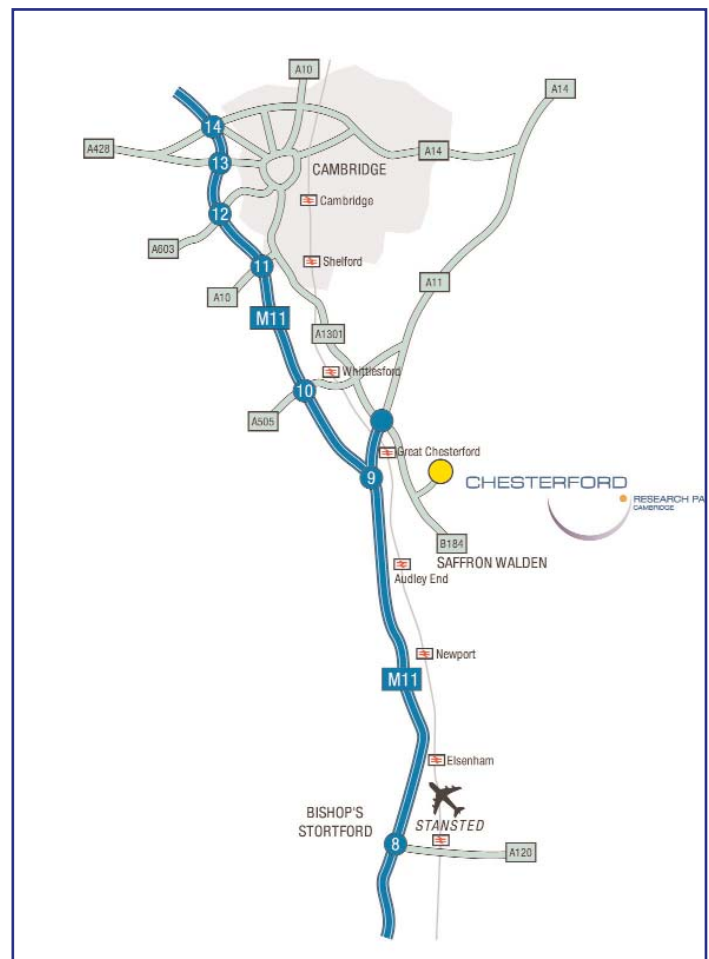 A10
A14
14
A428
A14
13
CAMBRIDGE
Cambridge
12
A603
Shelford
11
A11
A10
M11
A1301
Whittlesford
10
A505
Great Chesterford
9
CHESTERFORD
RESEARCH PA
CAMBRIDGE
B184
SAFFRON WALDEN
Audley End
Newport
M11
Elsenham
BISHOP'S
STORTFORD
STANSTED
8
A120